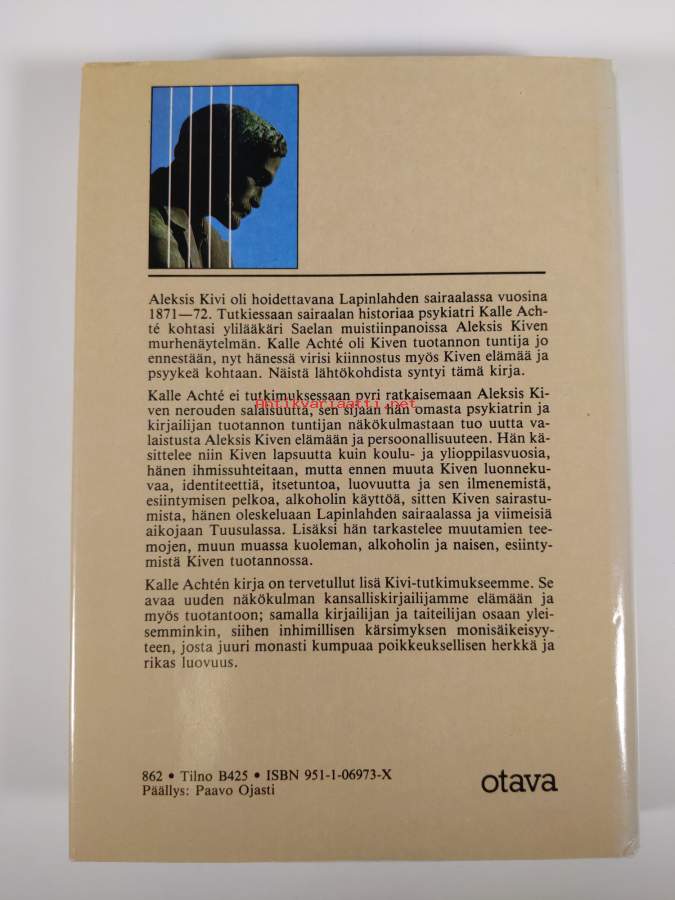 Aleksis Kivi oli hoidettavana Lapinlahden sairaalassa vuosina
1871—72. Tutkiessaan sairaalan historiaa psykiatri Kalle Ach-
té kohtasi ylilääkäri Saelan muistiinpanoissa Aleksis Kiven
murhenäytelmän. Kalle Achté oli Kiven tuotannon tuntija jo
ennestään, nyt hänessä virisi kiinnostus myös Kiven elämää ja
psyykeä kohtaan. Näistä lähtökohdista syntyi tämä kirja.
Kalle Achté ei tutkimuksessaan pyri ratkaisemaan Aleksis Ki-
ven nerouden salaisuutta, sen sijaan hän omasta psykiatrin ja
Antikvariaatti.net
kirjailijan tuotannon tuntijan näkökulmastaan tuo uutta va-
laistusta Aleksis Kiven elämään ja persoonallisuuteen. Hän kä-
sittelee niin Kiven lapsuutta kuin koulu- ja ylioppilasvuosia,
hänen ihmissuhteitaan, mutta ennen muuta Kiven luonneku-
vaa, identiteettiä, itsetuntoa, luovuutta ja sen ilmenemistä,
esiintymisen pelkoa, alkoholin käyttöä, sitten Kiven sairastu-
mista, hänen oleskeluaan Lapinlahden sairaalassa ja viimeisiä
aikojaan Tuusulassa. Lisäksi hän tarkastelee muutamien tee-
mojen, muun muassa kuoleman, alkoholin ja naisen, esiinty-
mistä Kiven tuotannossa.
Kalle Achtén kirja on tervetullut lisä Kivi-tutkimukseemme. Se
avaa uuden näkökulman kansalliskirjailijamme elämään ja
myös tuotantoon; samalla kirjailijan ja taiteilijan osaan ylei-
semminkin, siihen inhimillisen kärsimyksen monisäikeisyy-
teen, josta juuri monasti kumpuaa poikkeuksellisen herkkä ja
rikas luovuus.
862 • Tilno B425 • ISBN 951-1-06973-X
Päällys: Paavo Ojasti
otava